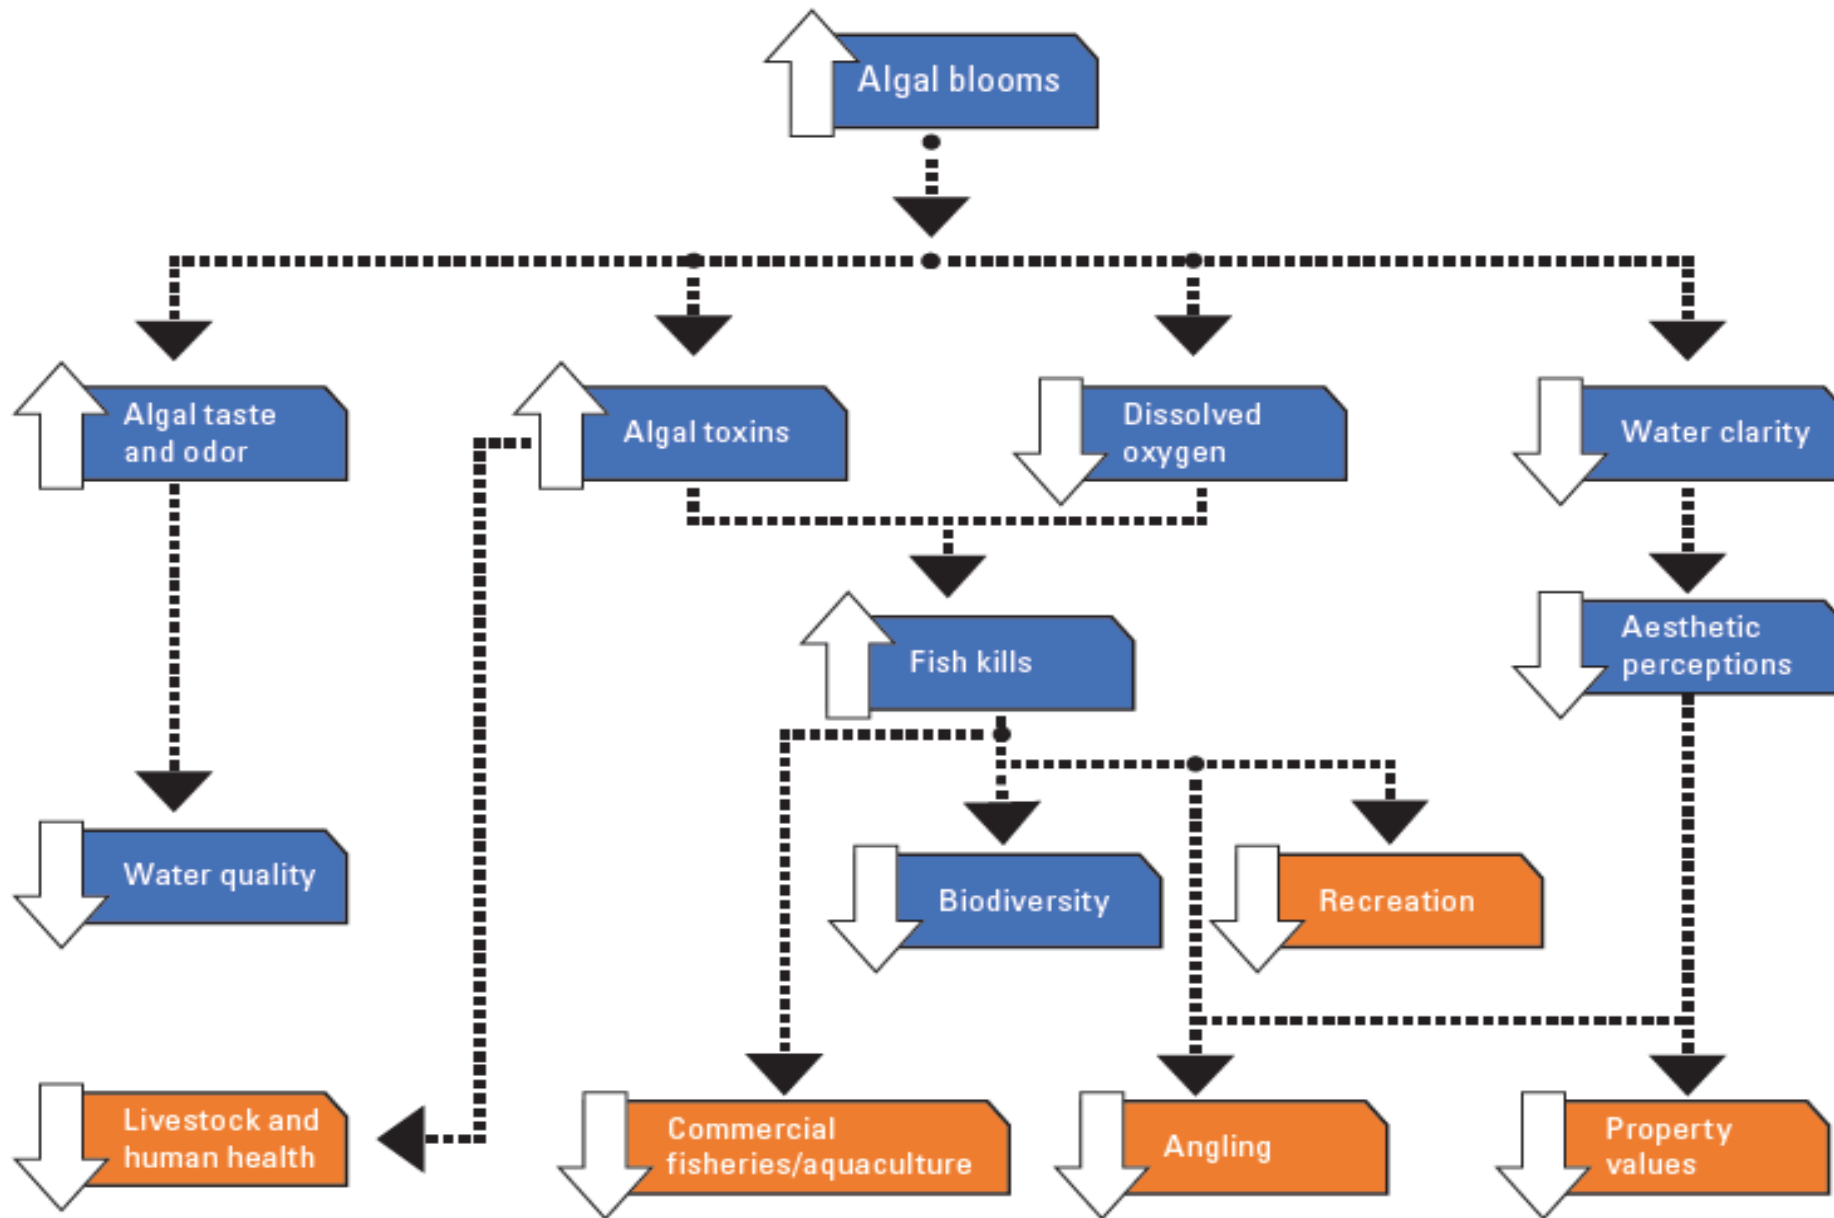 Algal blooms
Algal taste
and odor
Algal toxins
Dissolved
oxygen
Water clarity
Fish kills
Aesthetic
perceptions
Water quality
Biodiversity
Recreation
Livestock and
human health
Commercial
fisheries/aquaculture
Angling
Property
values